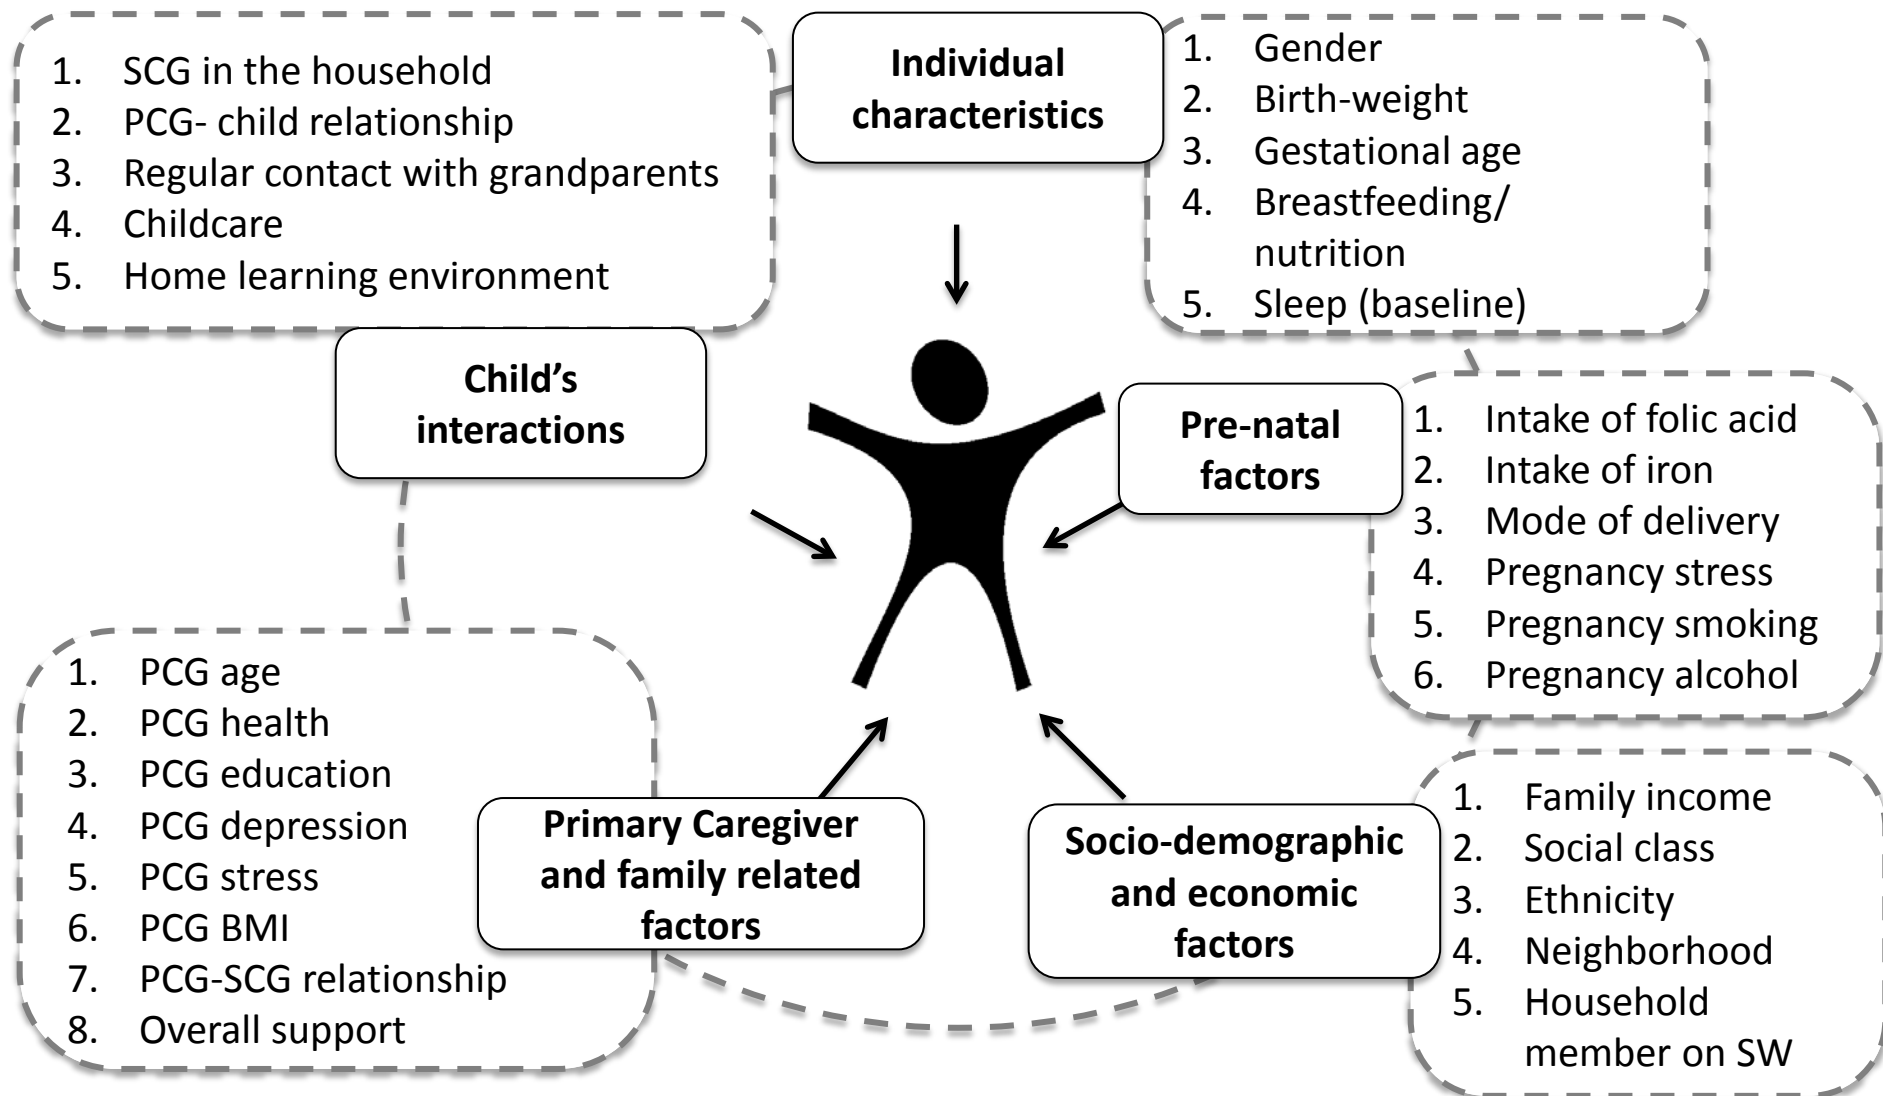 Individual
characteristics
1. Gender
2. Birth-weight
3. Gestational age
4. Breastfeeding/
nutrition
5. Sleep (baseline)
1. SCG in the household
2. PCG- child relationship
3. Regular contact with grandparents
4. Childcare
5. Home learning environment
Child's
interactions
Pre-natal
factors
1. Intake of folic acid
2. Intake of iron
3. Mode of delivery
4. Pregnancy stress
5. Pregnancy smoking
6. Pregnancy alcohol
1. PCG age
2. PCG health
3. PCG education
4. PCG depression
5. PCG stress
6. PCG BMI
7. PCG-SCG relationship
8. Overall support
Primary Caregiver
and family related
factors
Socio-demographic
and economic
factors
1. Family income
2. Social class
3. Ethnicity
4. Neighborhood
5. Household
member on SW